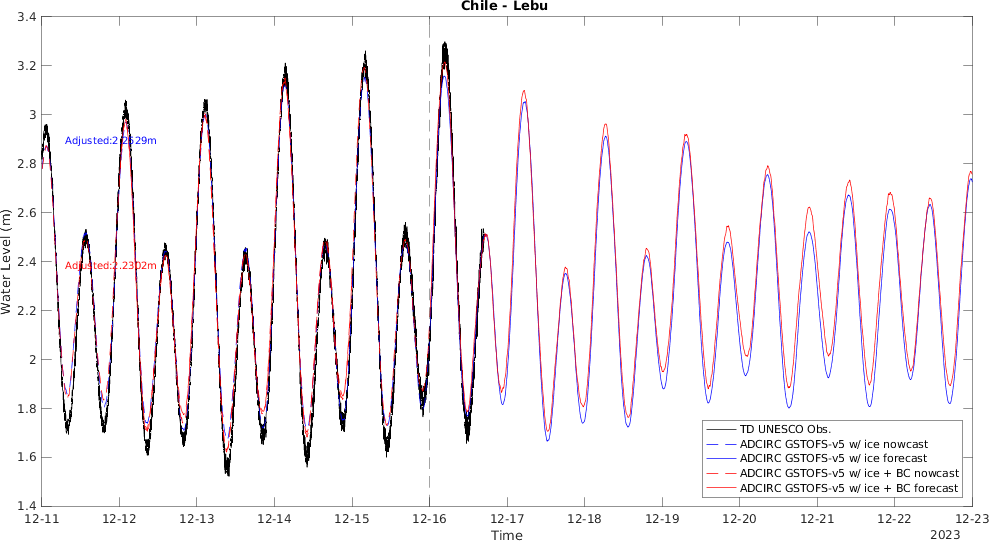 Chile - Lebu
3.4
3.2
3
2.8
2.6
2.4
2.2
2
1.8
1.6
1.4
Water Level (m)
Adjusted:2.2529m
Adjusted:2.2302m
TD UNESCO Obs.
ADCIRC GSTOFS-v5 w/ ice nowcast
ADCIRC GSTOFS-v5 w/ ice forecast
ADCIRC GSTOFS-v5 w/ ice + BC nowcast
ADCIRC GSTOFS-v5 w/ ice + BC forecast
12-11 12-12 12-13 12-14 12-15 12-16 12-17 12-18 12-19 12-20 12-21 12-22 12-23
Time
2023